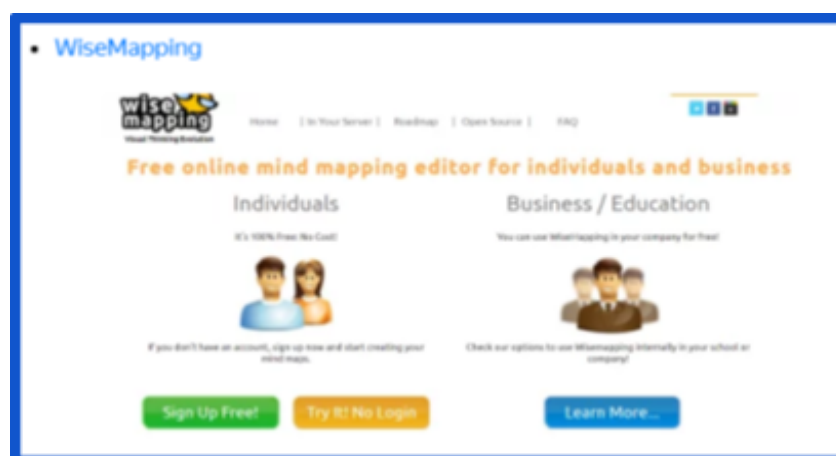 WiseMapping
wise
mapping
Visual Thinking Evolution
Home [ In Your Server ] Roadmap [ Open Source ] FAQ
Free online mind mapping editor for individuals and business
Individuals
Business / Education
It's 100% Free: No Cost!
You can use WiseMapping in your company for free!
If you don't have an account, sign up now and start creating your
mind maps.
Check our options to use Wisemapping internally in your school or
company!
Sign Up Free! Try It! No Login
Learn More...